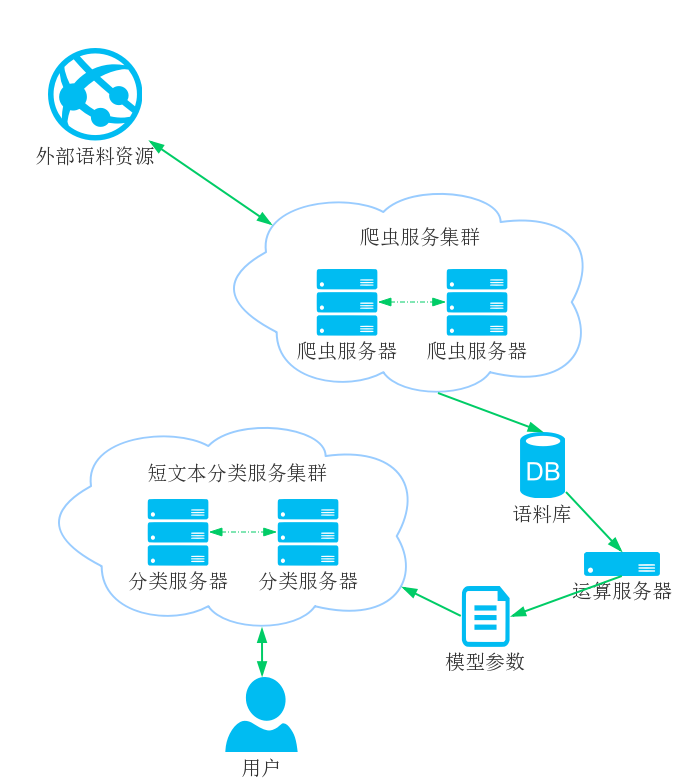 外部语料资源
爬虫服务集群
爬虫服务器
爬虫服务器
DB
语料库
短文本分类服务集群
分类服务器
分类服务器
运算服务器
模型参数
用户